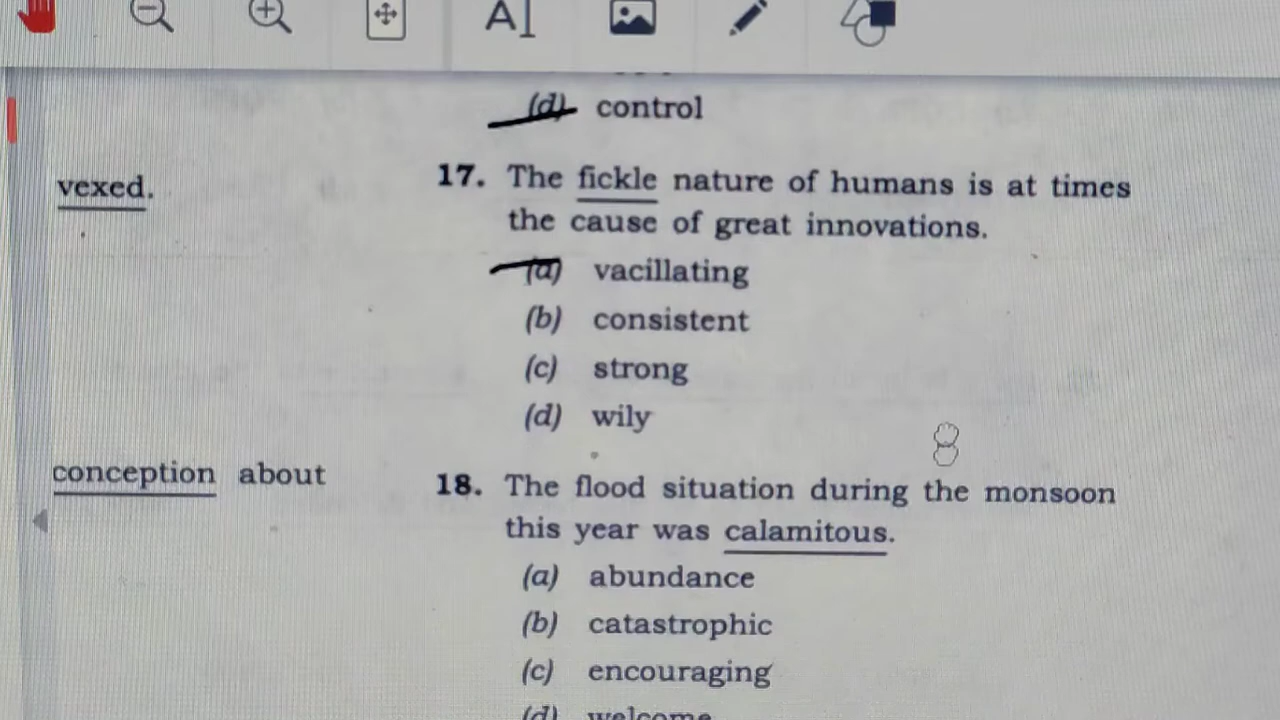 A
(d) control
vexed.
17. The fickle nature of humans is at times
the cause of great innovations.
(a) vacillating
(b) consistent
(c) strong
(d) wily
conception about
18. The flood situation during the monsoon
this year was calamitous.
(a) abundance
(b) catastrophic
(c) encouraging
(d) welcome